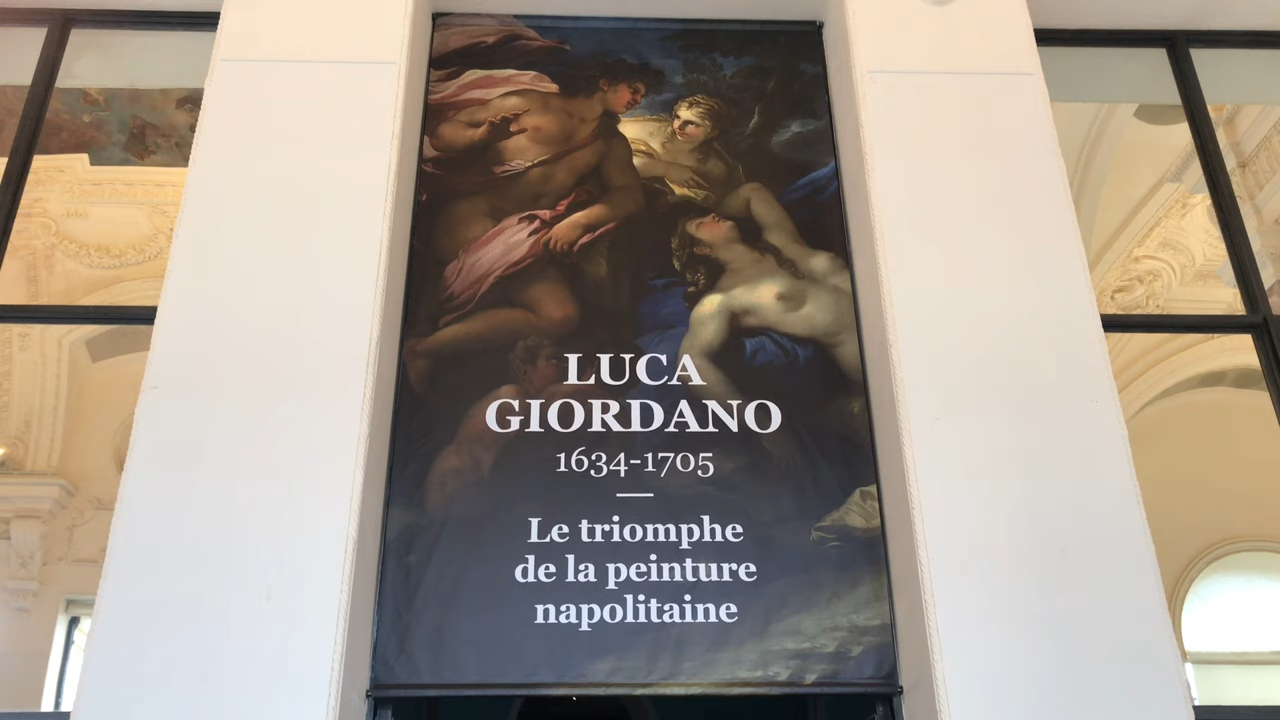 LUCA
GIORDANO
1634-1705
Le triomphe
de la peinture
napolitaine